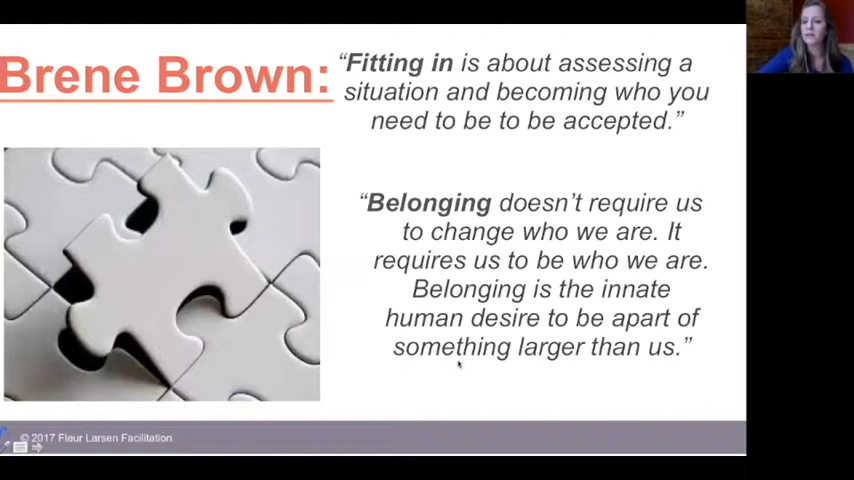 Brene Brown:
“Fitting in is about assessing a
situation and becoming who you
need to be to be accepted.”
“Belonging doesn’t require us
to change who we are. It
requires us to be who we are.
Belonging is the innate
human desire to be apart of
something larger than us.”
© 2017 Fleur Larsen Facilitation